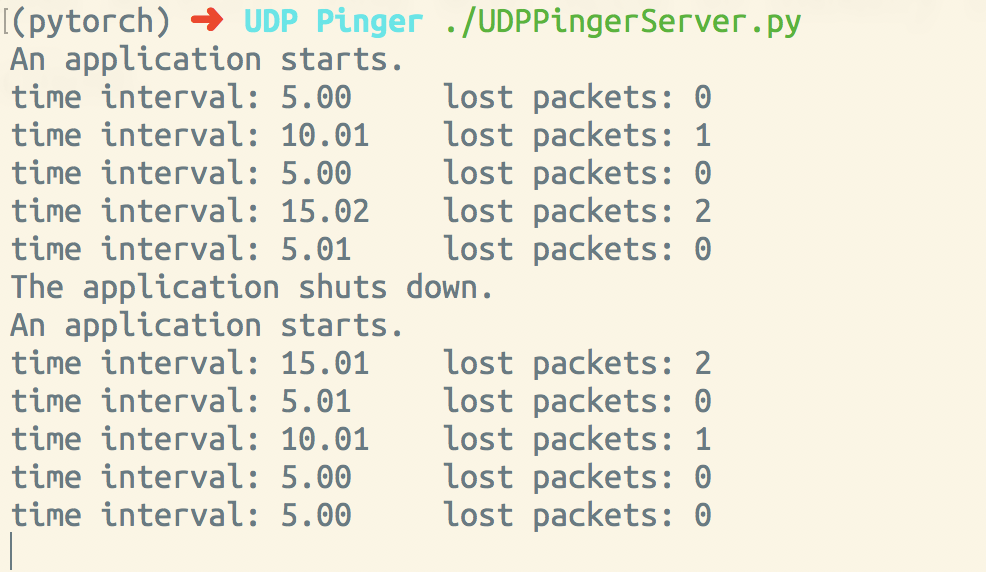 (pytorch) ➜ UDP Pinger ./UDPPingerServer.py
An application starts.
time interval: 5.00 lost packets: 0
time interval: 10.01 lost packets: 1
time interval: 5.00 lost packets: 0
time interval: 15.02 lost packets: 2
time interval: 5.01 lost packets: 0
The application shuts down.
An application starts.
time interval: 15.01 lost packets: 2
time interval: 5.01 lost packets: 0
time interval: 10.01 lost packets: 1
time interval: 5.00 lost packets: 0
time interval: 5.00 lost packets: 0